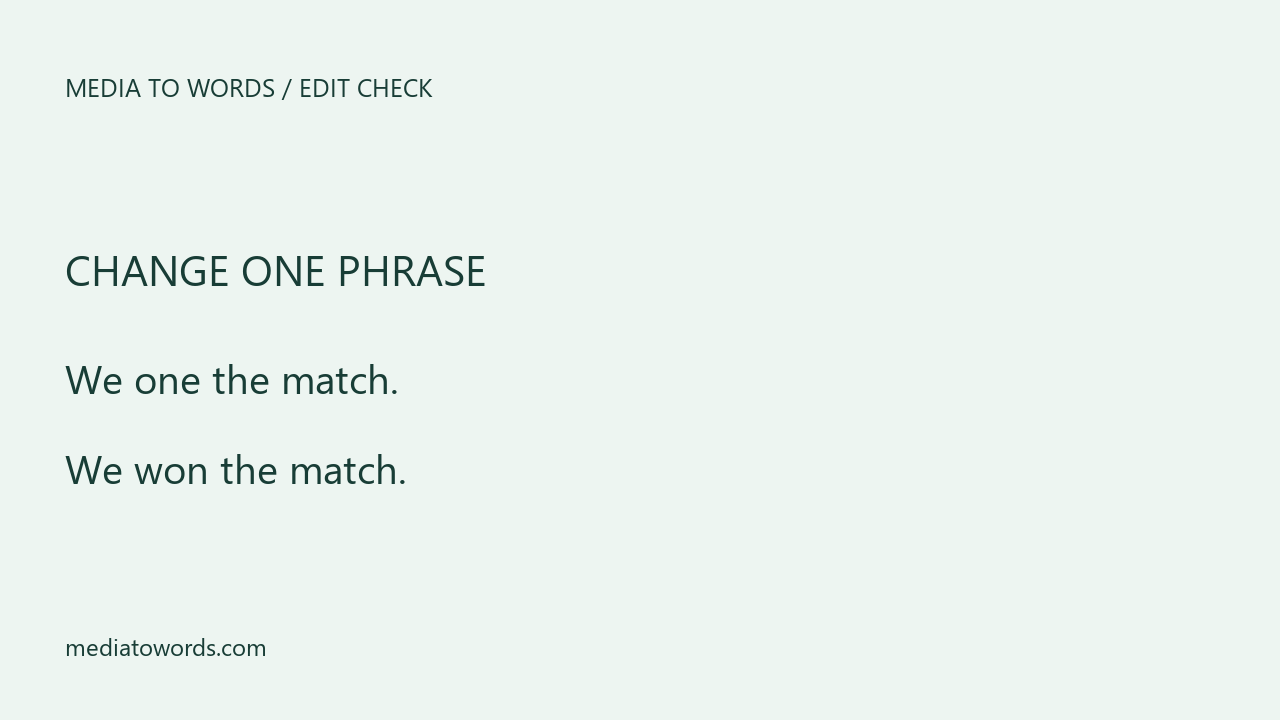 MEDIA TO WORDS / EDIT CHECK
CHANGE ONE PHRASE
We one the match.
We won the match.
mediatowords.com